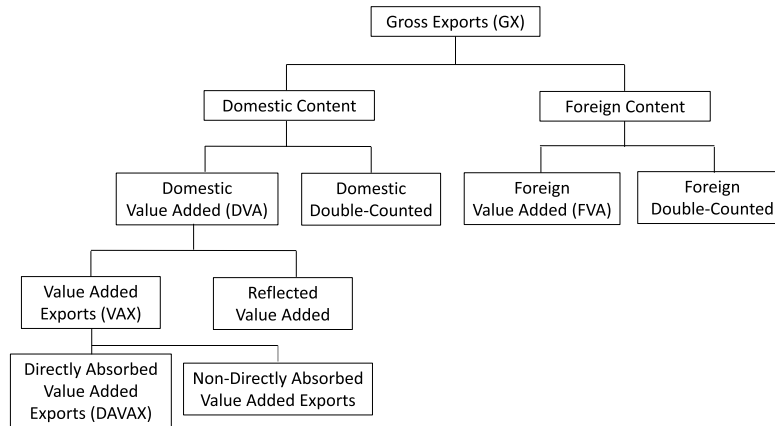 Gross Exports (GX)
Domestic Content
Foreign Content
Domestic
Value Added (DVA)
Domestic
Double-Counted
Foreign
Value Added (FVA)
Foreign
Double-Counted
Value Added
Exports (VAX)
Reflected
Value Added
Directly Absorbed
Value Added
Exports (DAVAX)
Non-Directly Absorbed
Value Added Exports